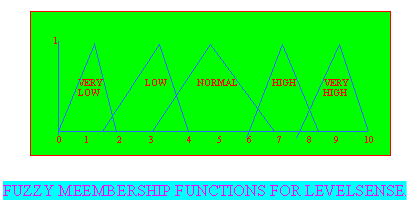 1
VERY LOW NORMAL HIGH VERY
LOW HIGH
0 1 2 3 4 5 6 7 8 9 10
FUZZY MEEMBERSHIP FUNCTIONS FOR LEVELSENSE